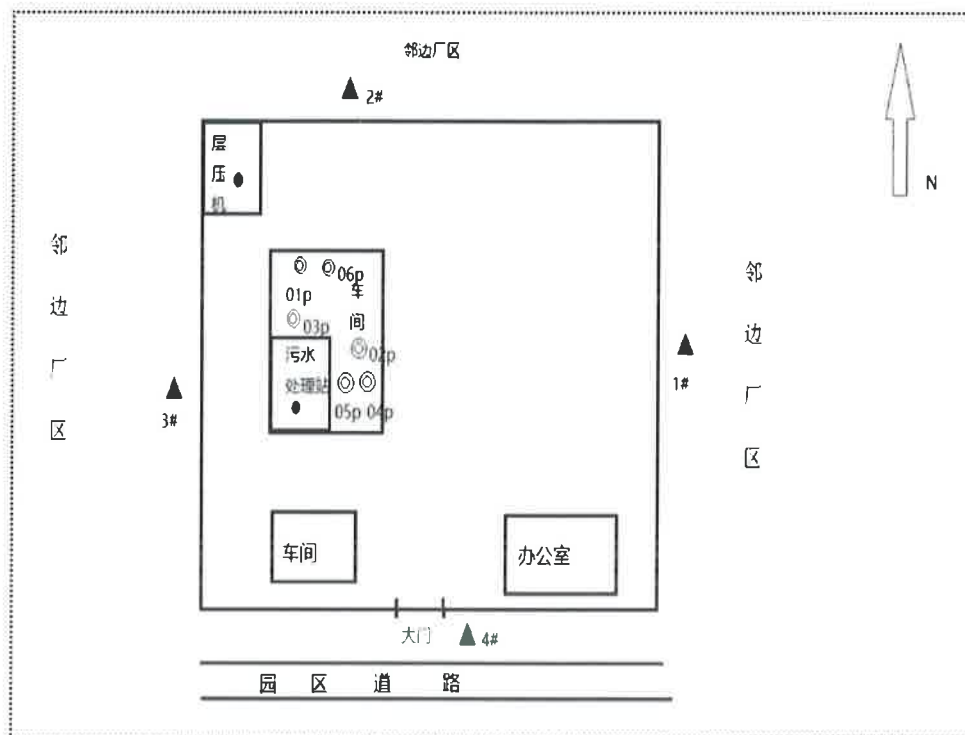 邻边厂区
2#
N
层
压
机
邻
边
厂
区
邻
边
厂
区
06p
01p
车
间
03p
02p
污水
处理站
05p 04p
1#
3#
车间
办公室
大门
4#
园区道路